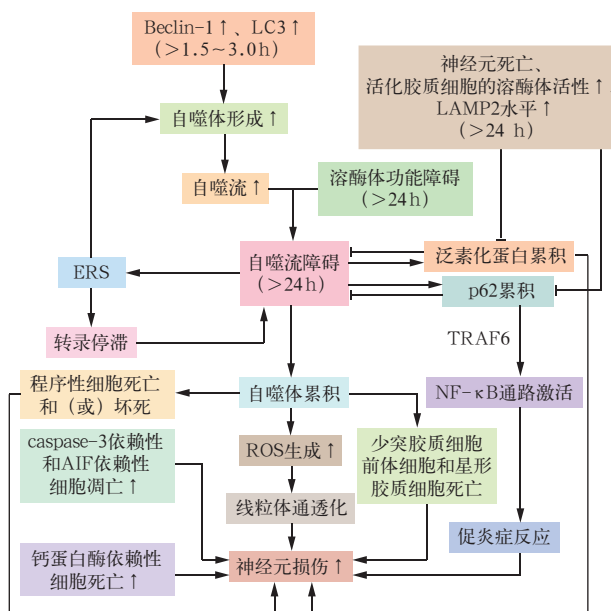 Beclin-1↑、LC3↑
(>1.5~3.0h)
神经元死亡、
活化胶质细胞的溶酶体活性↑
LAMP2水平↑
(>24 h)
自噬体形成↑
自噬流↑
溶酶体功能障碍
(>24h)
ERS
自噬流障碍
(>24h)
泛素化蛋白累积
p62累积
转录停滞
TRAF6
程序性细胞死亡
和（或）坏死
自噬体累积
NF-κB通路激活
caspase-3依赖性
和AIF依赖性
细胞凋亡↑
ROS生成↑
少突胶质细胞
前体细胞和星形
胶质细胞死亡
线粒体通透化
促炎症反应
钙蛋白酶依赖性
细胞死亡↑
神经元损伤↑